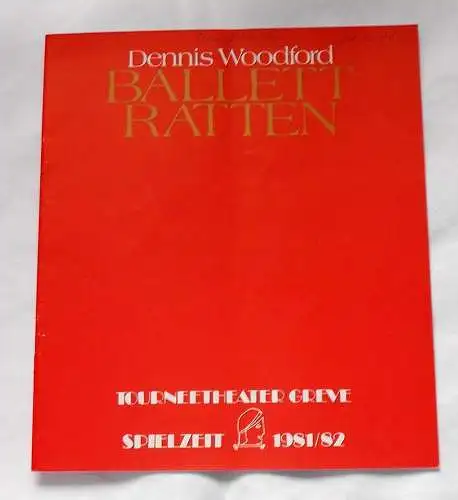 Dennis Woodford
BALLETT
RATTEN
TOURNEETHEATER GREVE
SPIELZEIT 1981/82